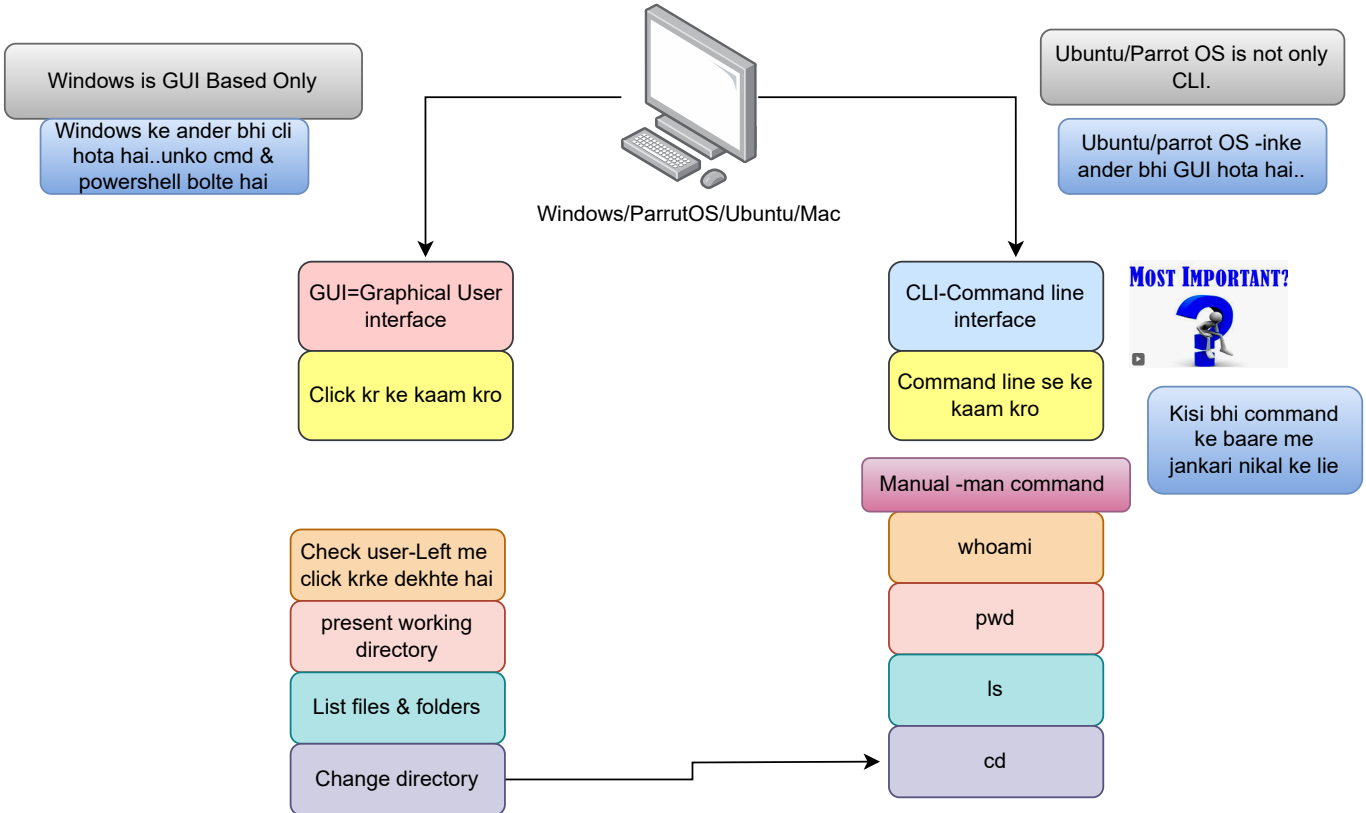 Windows is GUI Based Only
Windows ke ander bhi cli
hota hai..unko cmd &
powershell bolte hai
Ubuntu/Parrot OS is not only
CLI.
Ubuntu/parrot OS -inke
ander bhi GUI hota hai..
Windows/ParrutOS/Ubuntu/Mac
GUI=Graphical User
interface
Click kr ke kaam kro
CLI-Command line
interface
Command line se ke
kaam kro
MOST IMPORTANT?
Kisi bhi command
ke baare me
jankari nikal ke lie
Manual -man command
Check user-Left me
click krke dekhte hai
present working
directory
List files & folders
Change directory
whoami
pwd
ls
cd